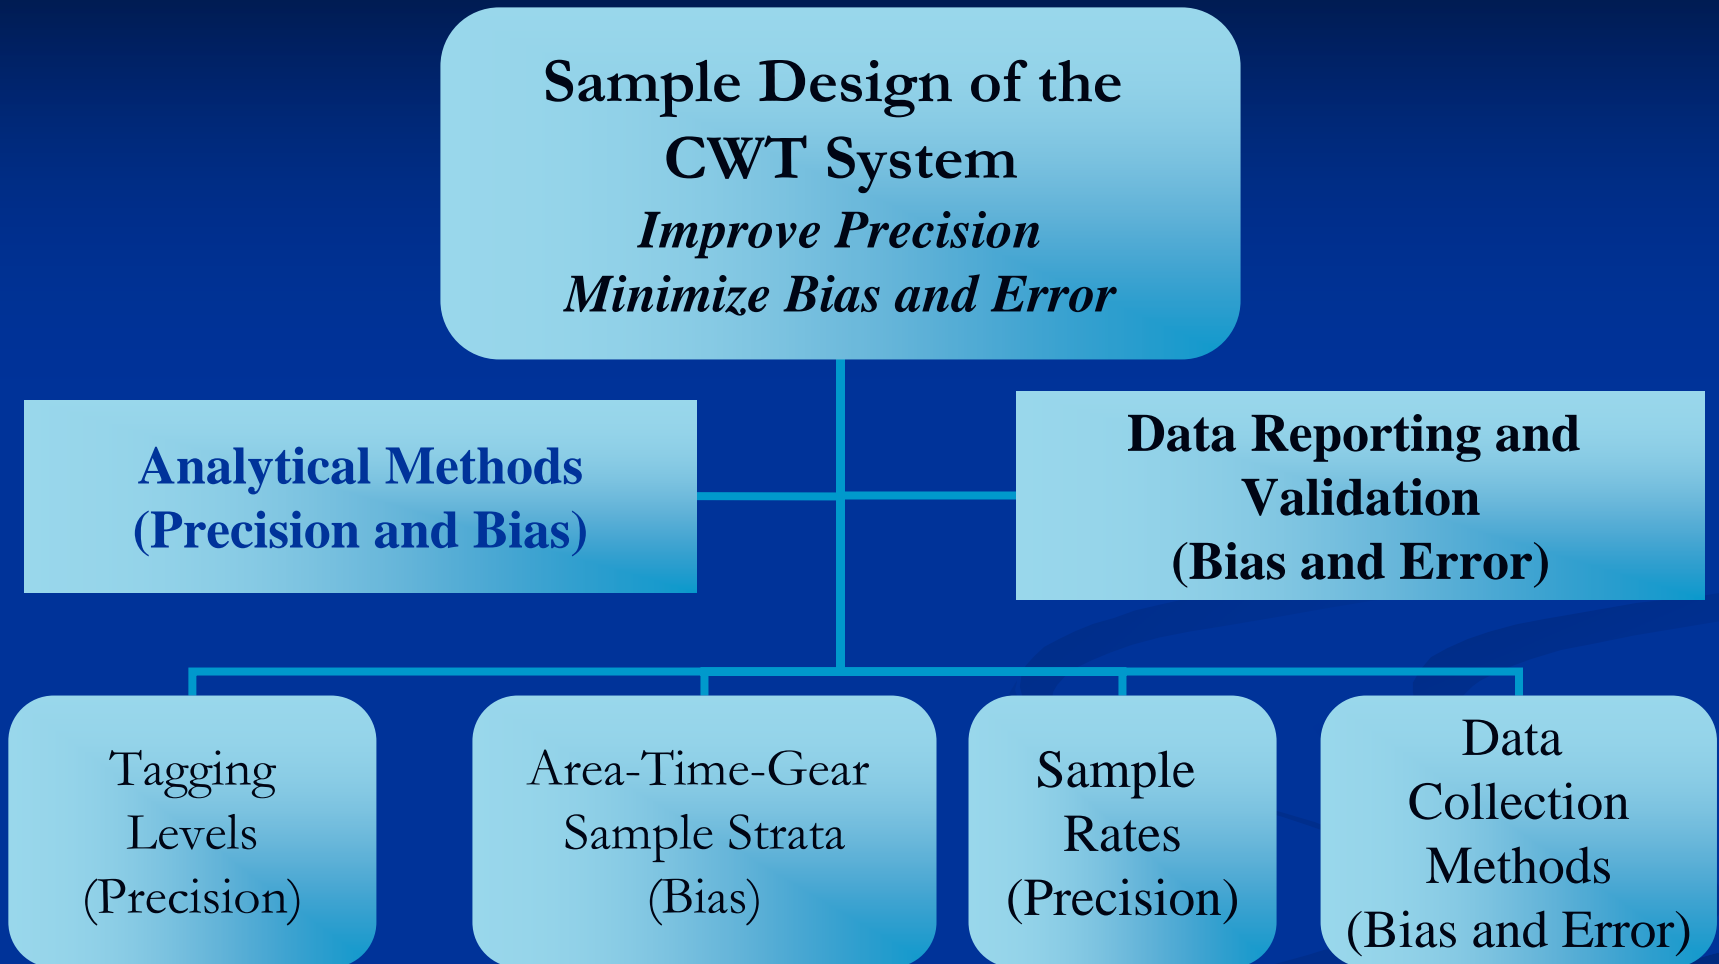 Sample Design of the
CWT System
Improve Precision
Minimize Bias and Error
Analytical Methods
(Precision and Bias)
Data Reporting and
Validation
(Bias and Error)
Tagging
Levels
(Precision)
Area-Time-Gear
Sample Strata
(Bias)
Sample
Rates
(Precision)
Data
Collection
Methods
(Bias and Error)